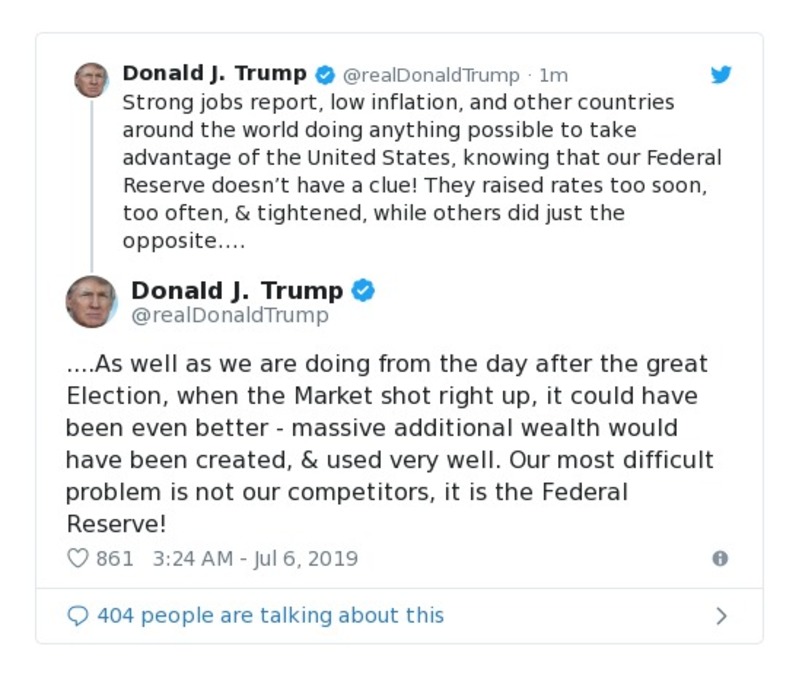 Donald J. Trump @realDonaldTrump · 1m
Strong jobs report, low inflation, and other countries
around the world doing anything possible to take
advantage of the United States, knowing that our Federal
Reserve doesn’t have a clue! They raised rates too soon,
too often, & tightened, while others did just the
opposite....
Donald J. Trump
@realDonaldTrump
....As well as we are doing from the day after the great
Election, when the Market shot right up, it could have
been even better - massive additional wealth would
have been created, & used very well. Our most difficult
problem is not our competitors, it is the Federal
Reserve!
861 3:24 AM - Jul 6, 2019
404 people are talking about this